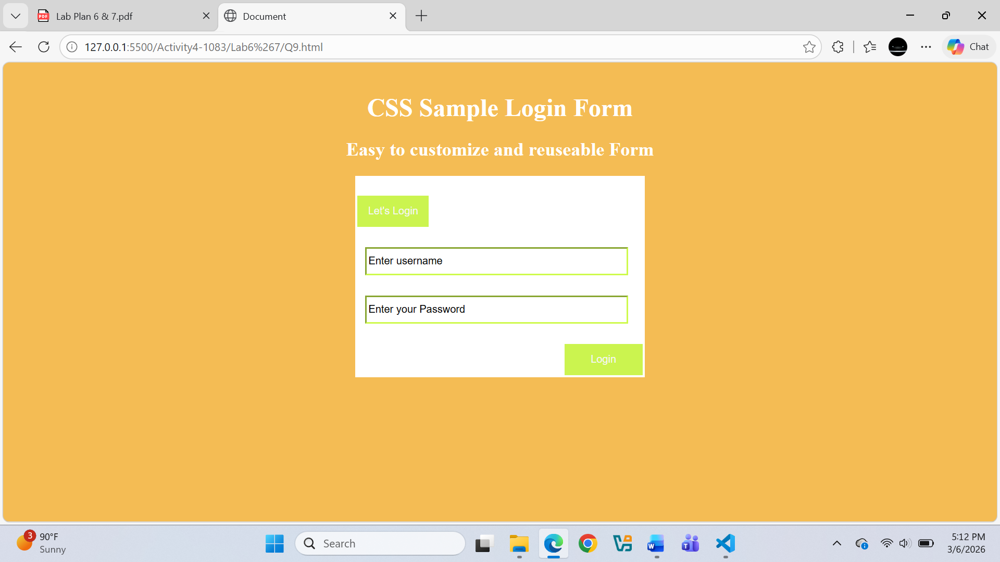 Lab Plan 6 & 7.pdf
Document
127.0.0.1:5500/Activity4-1083/Lab6%267/Q9.html
Chat
CSS Sample Login Form
Easy to customize and reuseable Form
Let's Login
Enter username
Enter your Password
Login
3
90°F
Sunny
Search
5:12 PM
3/6/2026